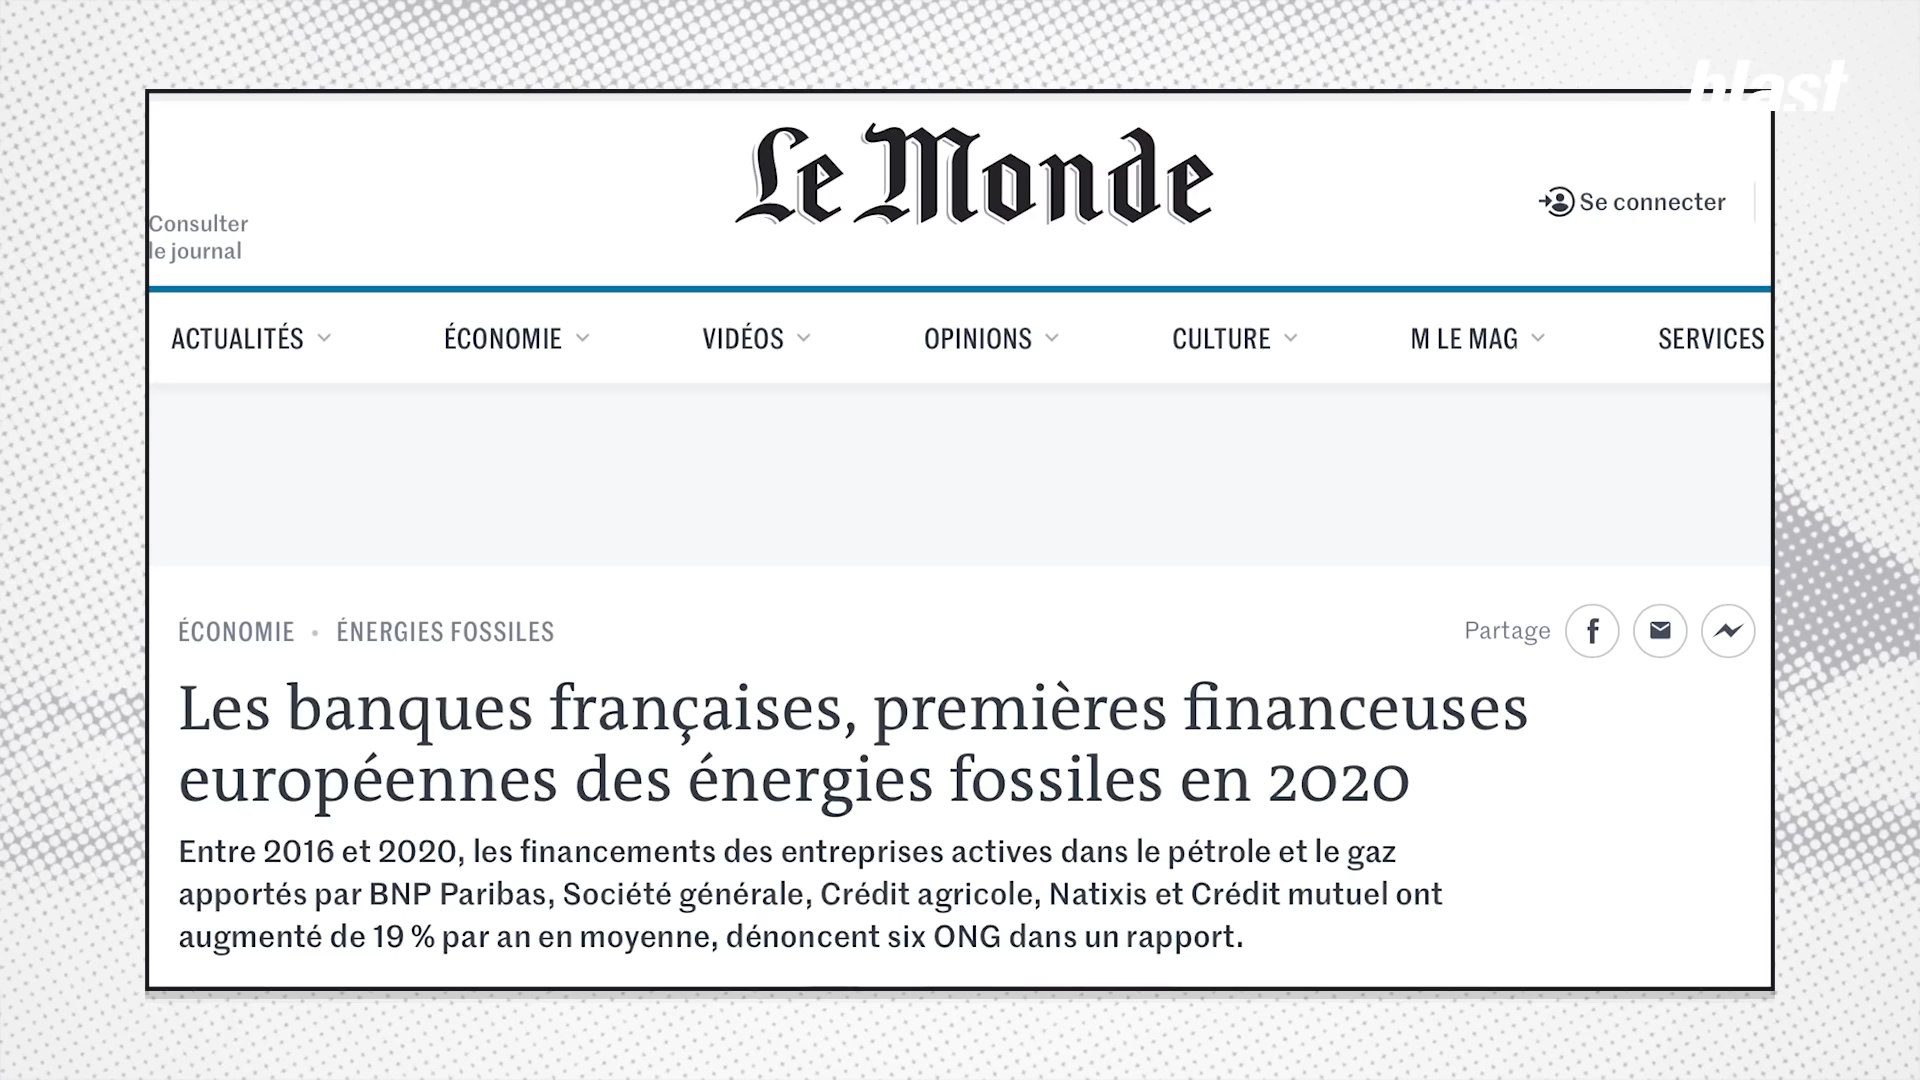 blast
Le Monde
Consulter
le journal
Se connecter
ACTUALITÉS
ÉCONOMIE
VIDÉOS
OPINIONS
CULTURE
M LE MAG
SERVICES
ÉCONOMIE • ÉNERGIES FOSSILES
Partage
Les banques françaises, premières financeuses
européennes des énergies fossiles en 2020
Entre 2016 et 2020, les financements des entreprises actives dans le pétrole et le gaz
apportés par BNP Paribas, Société générale, Crédit agricole, Natixis et Crédit mutuel ont
augmenté de 19 % par an en moyenne, dénoncent six ONG dans un rapport.